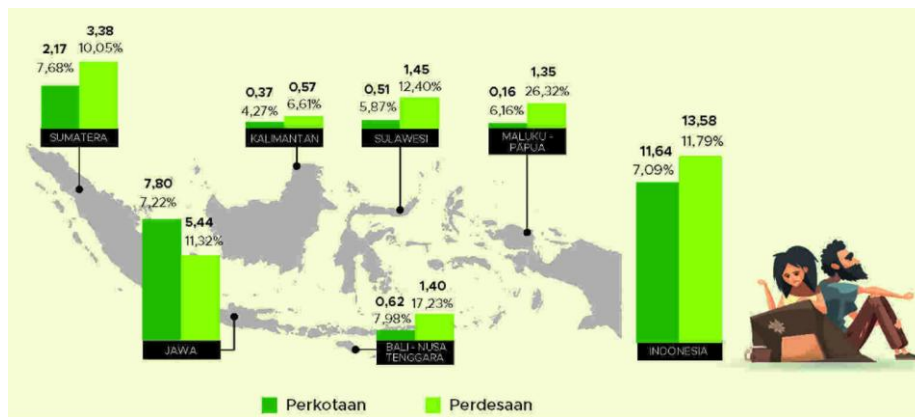 2,17
7,68%
3,38
10,05%
SUMATERA
0,37
4,27%
0,57
6,61%
KALIMANTAN
0,51
5,87%
1,45
12,40%
SULAWESI
0,16
6,16%
1,35
26,32%
MALUKU -
PAPUA
7,80
7,22%
5,44
11,32%
JAWA
0,62
7,98%
1,40
17,23%
BALI - NUSA
TENGGARA
11,64
7,09%
13,58
11,79%
INDONESIA
Perkotaan
Perdesaan